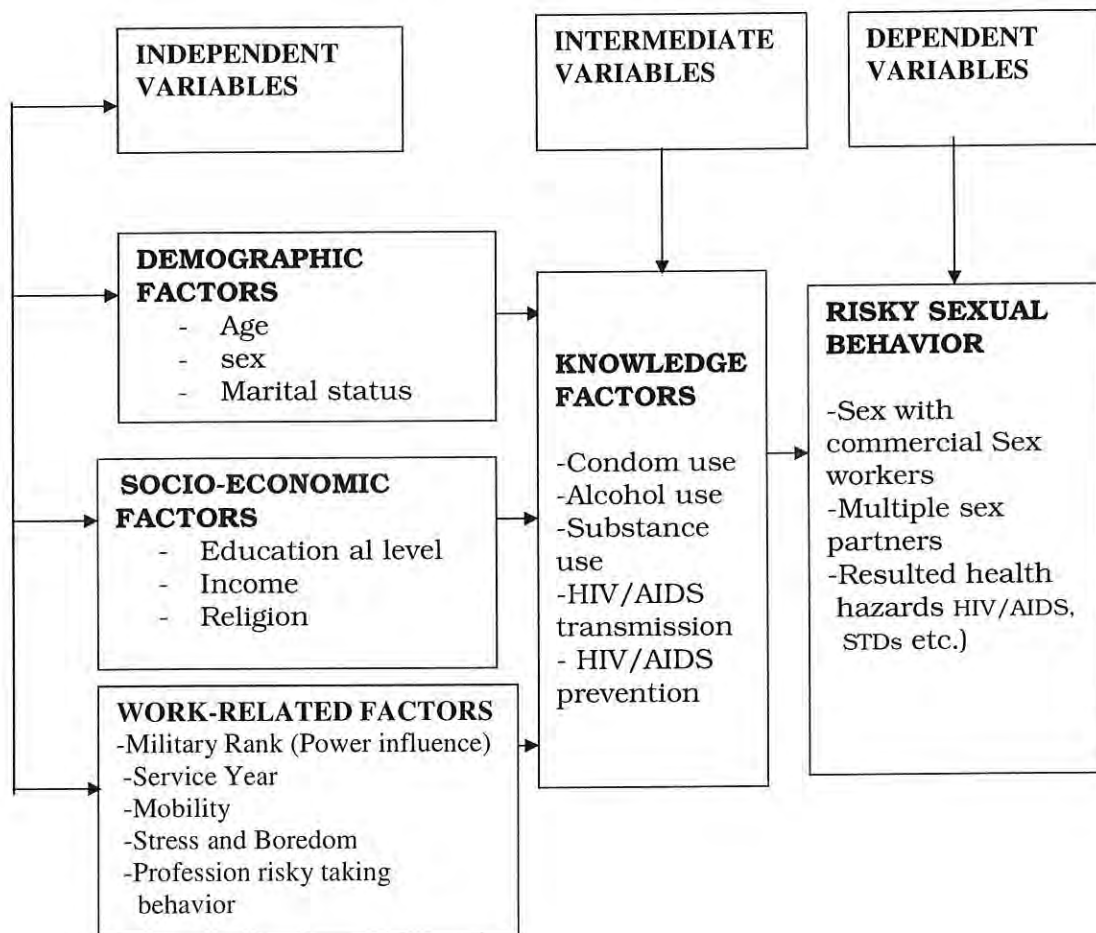 INDEPENDENT
VARIABLES
INTERMEDIATE
VARIABLES
DEPENDENT
VARIABLES
DEMOGRAPHIC
FACTORS
- Age
- sex
- Marital status
SOCIO-ECONOMIC
FACTORS
- Education al level
- Income
- Religion
WORK-RELATED FACTORS
-Military Rank (Power influence)
-Service Year
-Mobility
-Stress and Boredom
-Profession risky taking
behavior
KNOWLEDGE
FACTORS
-Condom use
-Alcohol use
-Substance
use
-HIV/AIDS
transmission
- HIV/AIDS
prevention
RISKY SEXUAL
BEHAVIOR
-Sex with
commercial Sex
workers
-Multiple sex
partners
-Resulted health
hazards HIV/AIDS,
STDs etc.)